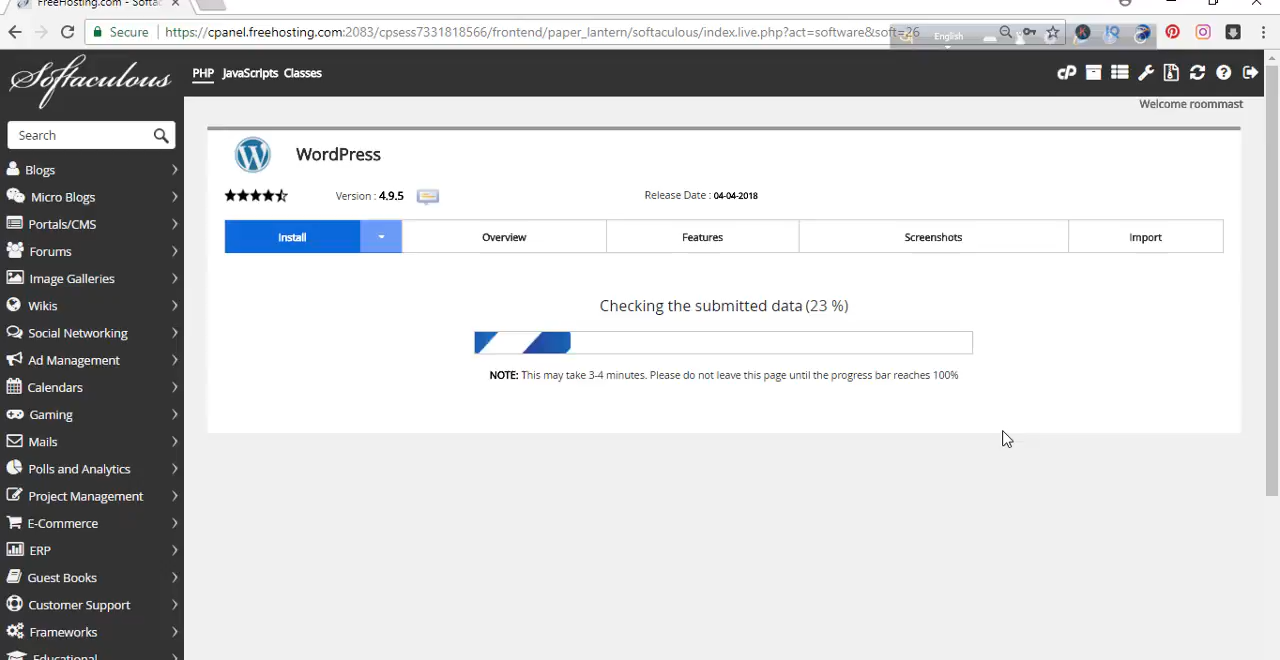 FreeHosting.com - Softac
Secure https://cpanel.freehosting.com:2083/cpsess7331813566/frontend/paper_lantern/softaculous/index.live.php?act=software&soft=26
English
Softaculous
PHP JavaScripts Classes
Welcome roommast
Search
Blogs
Micro Blogs
Portals/CMS
Forums
Image Galleries
Wikis
Social Networking
Ad Management
Calendars
Gaming
Mails
Polls and Analytics
Project Management
E-Commerce
ERP
Guest Books
Customer Support
Frameworks
Educational
WordPress
Version : 4.9.5
Release Date : 04-04-2018
Install Overview Features Screenshots Import
Checking the submitted data (23 %)
NOTE: This may take 3-4 minutes. Please do not leave this page until the progress bar reaches 100%